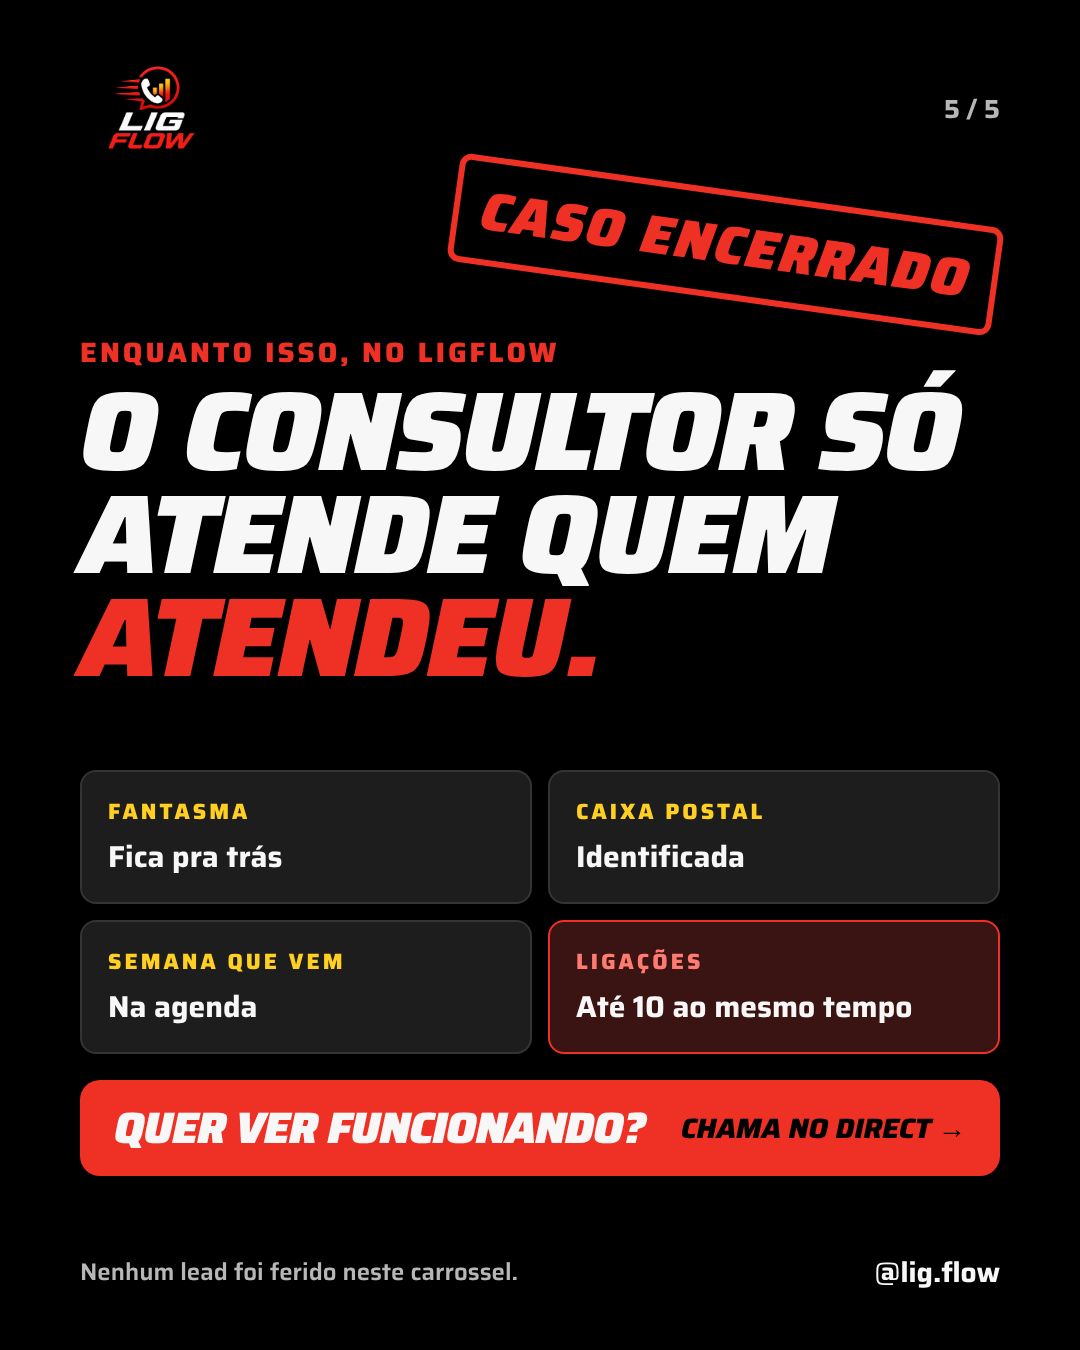 LIG
FLOW
5 / 5
CASO ENCERRADO
ENQUANTO ISSO, NO LIGFLOW
O CONSULTOR SÓ
ATENDE QUEM
ATENDEU.
FANTASMA
Fica pra trás
CAIXA POSTAL
Identificada
SEMANA QUE VEM
Na agenda
LIGAÇÕES
Até 10 ao mesmo tempo
QUER VER FUNCIONANDO?
CHAMA NO DIRECT →
Nenhum lead foi ferido neste carrossel.
@lig.flow